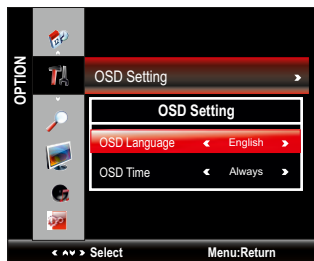 OPTION
OSD Setting
OSD Setting
OSD Language English
OSD Time Always
Select Menu:Return